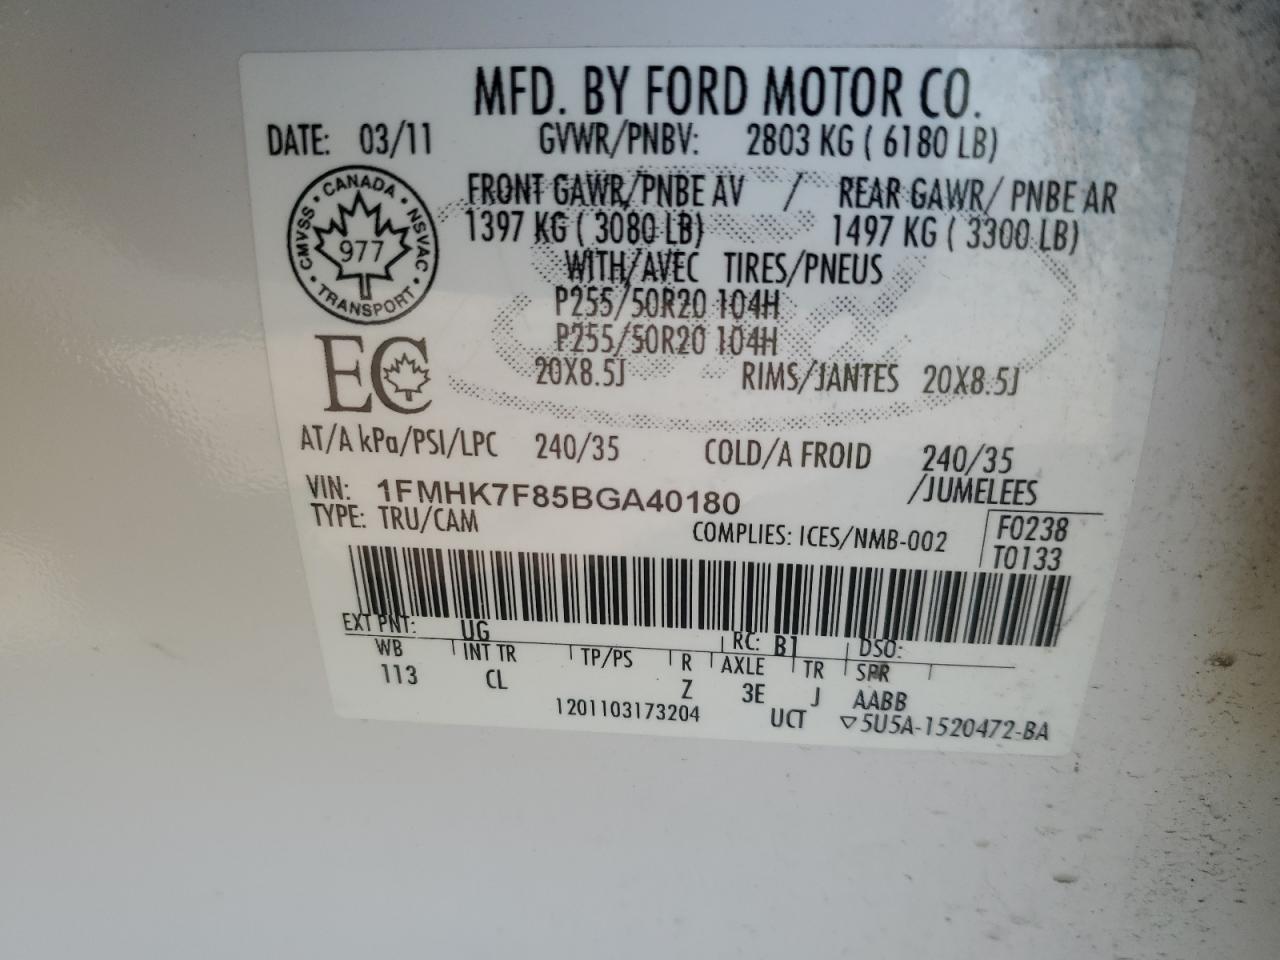 MFD. BY FORD MOTOR CO.
DATE: 03/11 GVWR/PNBV: 2803 KG ( 6180 LB)
FRONT GAWR/PNBE AV / REAR GAWR/ PNBE AR
1397 KG ( 3080 LB) 1497 KG ( 3300 LB)
WITH/AVEC TIRES/PNEUS
P255/50R20 104H
P255/50R20 104H
20X8.5J RIMS/JANTES 20X8.5J
CMVSS • CANADA • NSVAC • TRANSPORT •
977
EC
AT/A kPa/PSI/LPC 240/35 COLD/A FROID 240/35
/JUMELEES
VIN: 1FMHK7F85BGA40180
TYPE: TRU/CAM COMPLIES: ICES/NMB-002
F0238
T0133
EXT PNT: UG RC: B1 DSO:
WB INT TR TP/PS R AXLE TR SPR
113 CL Z 3E J AABB
1201103173204 UCT ▽5U5A-1520472-BA